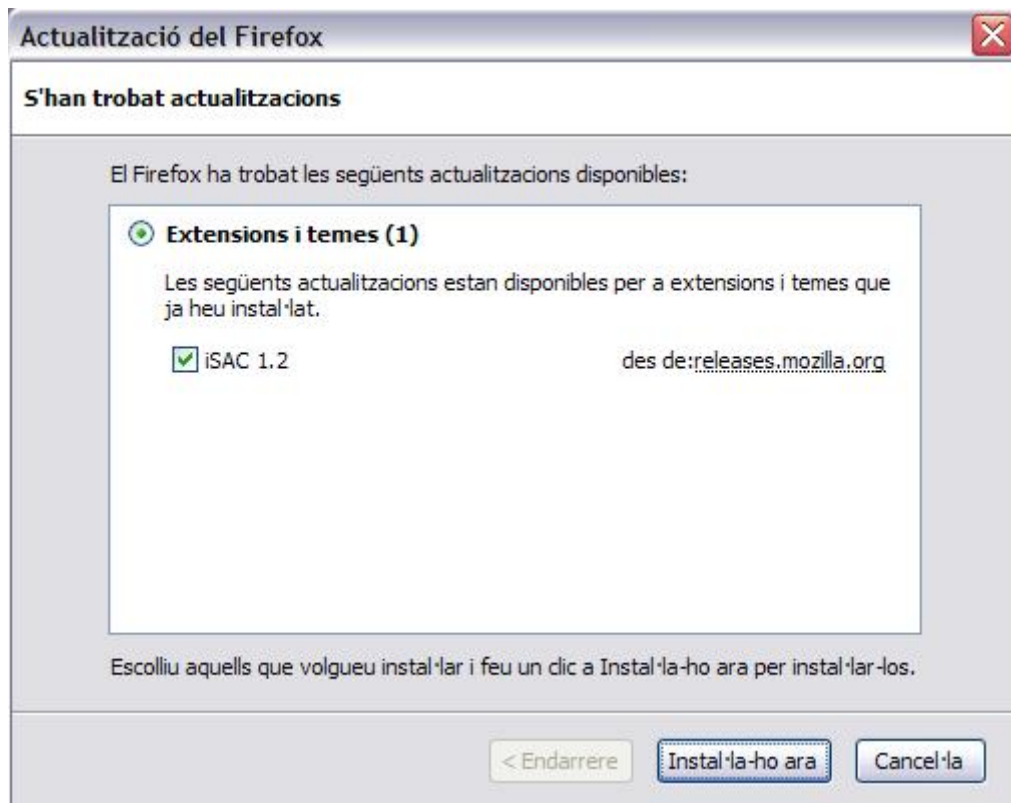 Actualització del Firefox
S'han trobat actualitzacions
El Firefox ha trobat les següents actualitzacions disponibles:
Extensions i temes (1)
Les següents actualitzacions estan disponibles per a extensions i temes que
ja heu instal·lat.
iSAC 1.2 des de:releases.mozilla.org
Escolliu aquells que volgueu instal·lar i feu un clic a Instal·la-ho ara per instal·lar-los.
< Endarrere Instal·la-ho ara Cancel·la